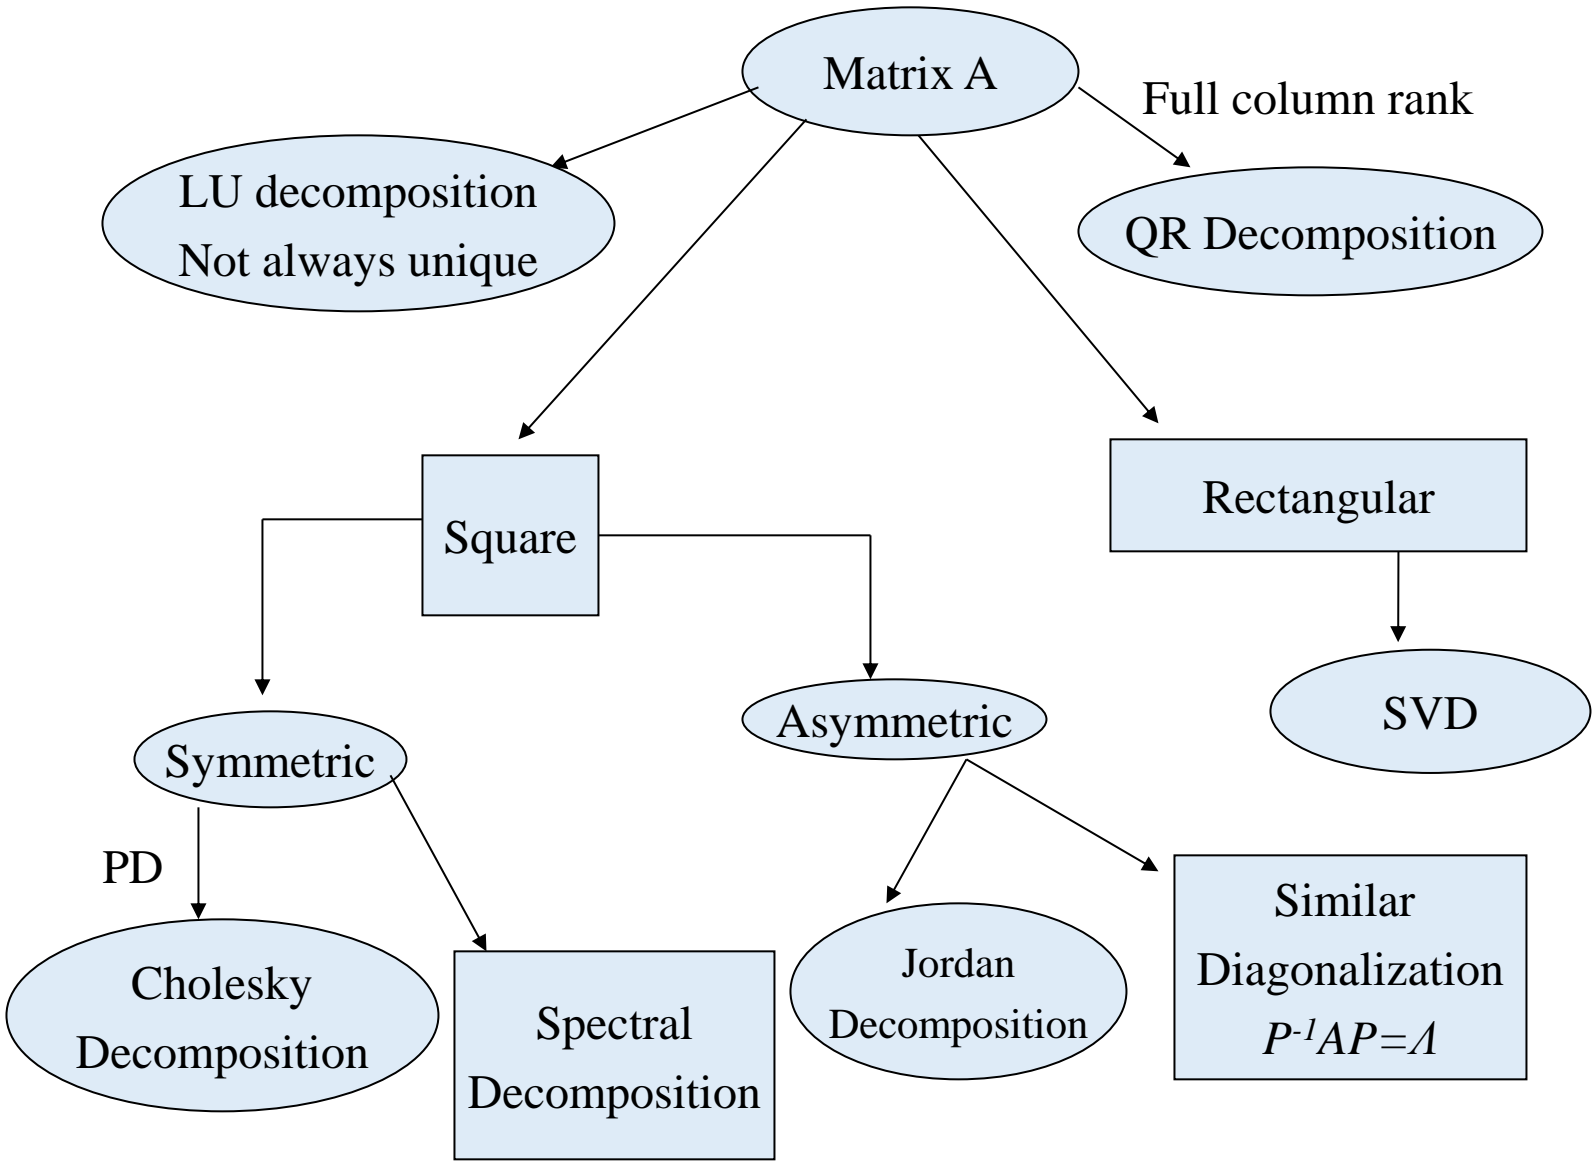 Matrix A
Full column rank
LU decomposition
Not always unique
QR Decomposition
Square
Rectangular
Symmetric
Asymmetric
SVD
PD
Cholesky
Decomposition
Spectral
Decomposition
Jordan
Decomposition
Similar
Diagonalization
P⁻¹AP=Λ